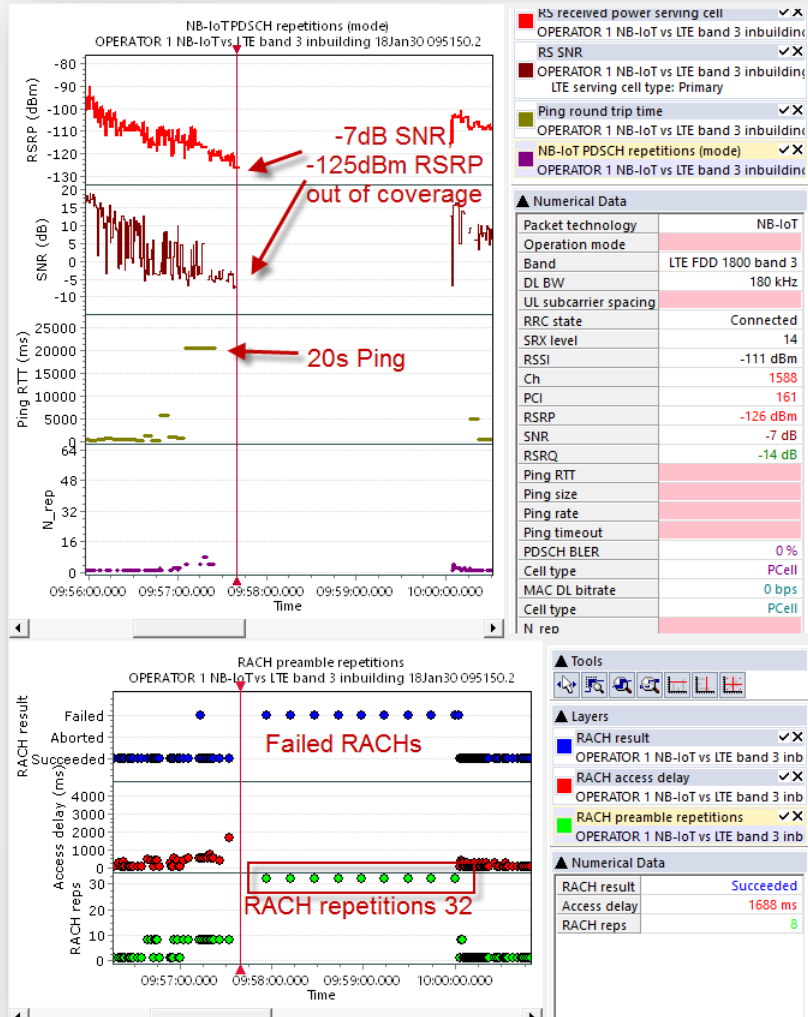 NB-IoTPDSCH repetitions (mode)
OPERATOR 1 NB-IoTvs LTE band 3 inbuilding 18Jan30 095150.2
-80
-90
-100
-110
-120
-130
RSRP (dBm)
-7dB SNR,
-125dBm RSRP
out of coverage
20
15
10
5
0
-5
-10
SNR (dB)
25000
20000
15000
10000
5000
0
Ping RTT (ms)
20s Ping
64
48
32
16
0
N_rep
09:56:00.000 09:57:00.000 09:58:00.000 09:59:00.000 10:00:00.000
Time
RS received power serving cell
OPERATOR 1 NB-IoT vs LTE band 3 inbuilding
RS SNR
OPERATOR 1 NB-IoT vs LTE band 3 inbuilding
LTE serving cell type: Primary
Ping round trip time
OPERATOR 1 NB-IoT vs LTE band 3 inbuilding
NB-IoT PDSCH repetitions (mode)
OPERATOR 1 NB-IoT vs LTE band 3 inbuilding
Numerical Data
Packet technology NB-IoT
Operation mode
Band LTE FDD 1800 band 3
DL BW 180 kHz
UL subcarrier spacing
RRC state Connected
SRX level 14
RSSI -111 dBm
Ch 1588
PCI 161
RSRP -126 dBm
SNR -7 dB
RSRQ -14 dB
Ping RTT
Ping size
Ping rate
Ping timeout
PDSCH BLER 0 %
Cell type PCell
MAC DL bitrate 0 bps
Cell type PCell
N_rep
RACH preamble repetitions
OPERATOR 1 NB-IoT vs LTE band 3 inbuilding 18Jan30 095150.2
RACH result
Failed
Aborted
Succeeded
Failed RACHs
Access delay (ms)
4000
3000
2000
1000
0
RACH reps
30
20
10
0
RACH repetitions 32
09:57:00.000 09:58:00.000 09:59:00.000 10:00:00.000
Time
Tools
Layers
RACH result
OPERATOR 1 NB-IoT vs LTE band 3 inb
RACH access delay
OPERATOR 1 NB-IoT vs LTE band 3 inb
RACH preamble repetitions
OPERATOR 1 NB-IoT vs LTE band 3 inb
Numerical Data
RACH result Succeeded
Access delay 1688 ms
RACH reps 8